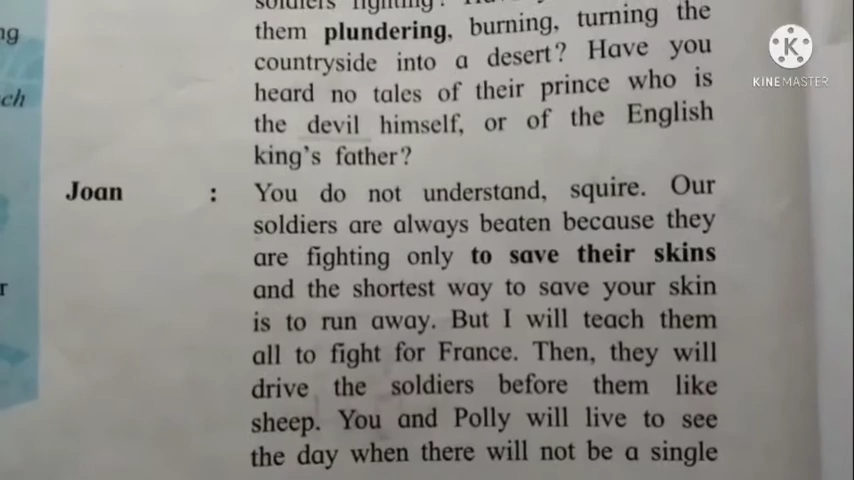 soldiers fighting?
them plundering, burning, turning the
countryside into a desert? Have you
heard no tales of their prince who is
the devil himself, or of the English
king's father?
Joan : You do not understand, squire. Our
soldiers are always beaten because they
are fighting only to save their skins
and the shortest way to save your skin
is to run away. But I will teach them
all to fight for France. Then, they will
drive the soldiers before them like
sheep. You and Polly will live to see
the day when there will not be a single
K
KINEMASTER